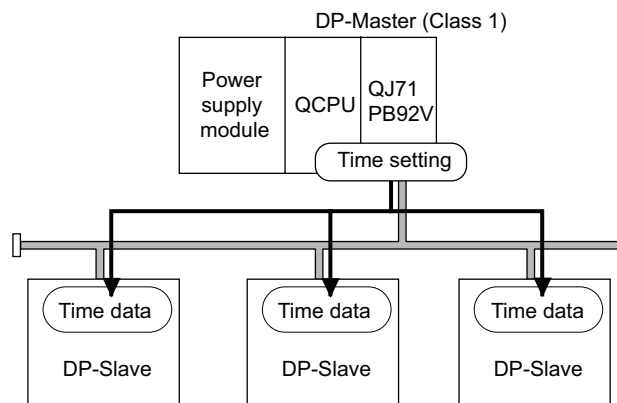 DP-Master (Class 1)
Power
supply
module
QCPU
QJ71
PB92V
Time setting
Time data
Time data
Time data
DP-Slave
DP-Slave
DP-Slave